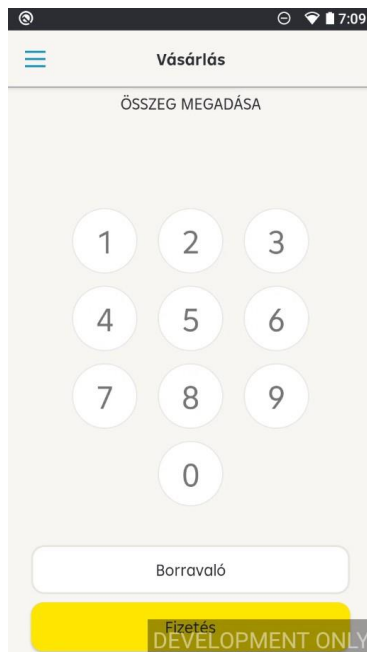 7:09
Vásárlás
ÖSSZEG MEGADÁSA
1 2 3
4 5 6
7 8 9
0
Borravaló
Fizetés
DEVELOPMENT ONLY